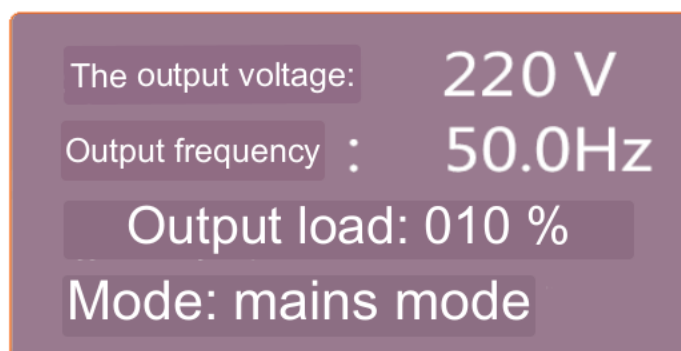 The output voltage: 220 V
Output frequency : 50.0Hz
Output load: 010 %
Mode: mains mode